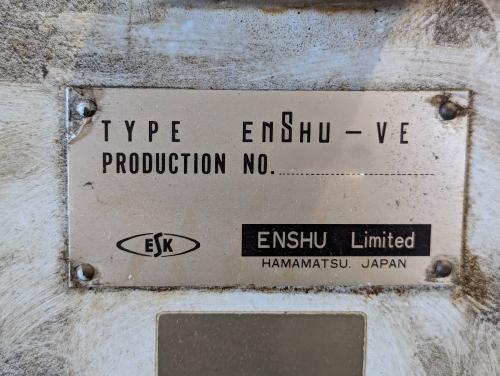 TYPE ENSHU-VE
PRODUCTION NO.
ESK
ENSHU Limited
HAMAMATSU. JAPAN